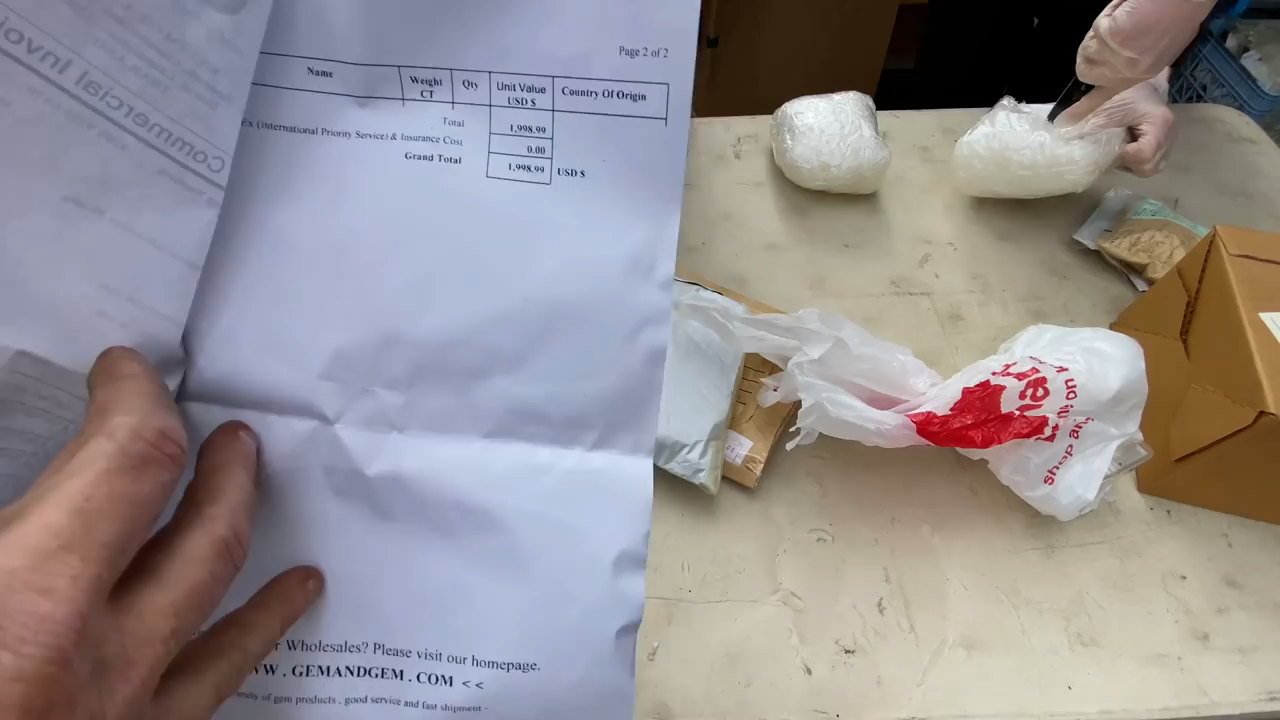 Commercial Invoi
Page 2 of 2
Name
Weight
CT
Qty
Unit Value
USD $
Country Of Origin
Total
1,998.99
(International Priority Service) & Insurance Cost
0.00
Grand Total
1,998.99
USD $
Wholesales? Please visit our homepage.
W . GEMANDGEM . COM <<
of gem products , good service and fast shipment -
shop
on